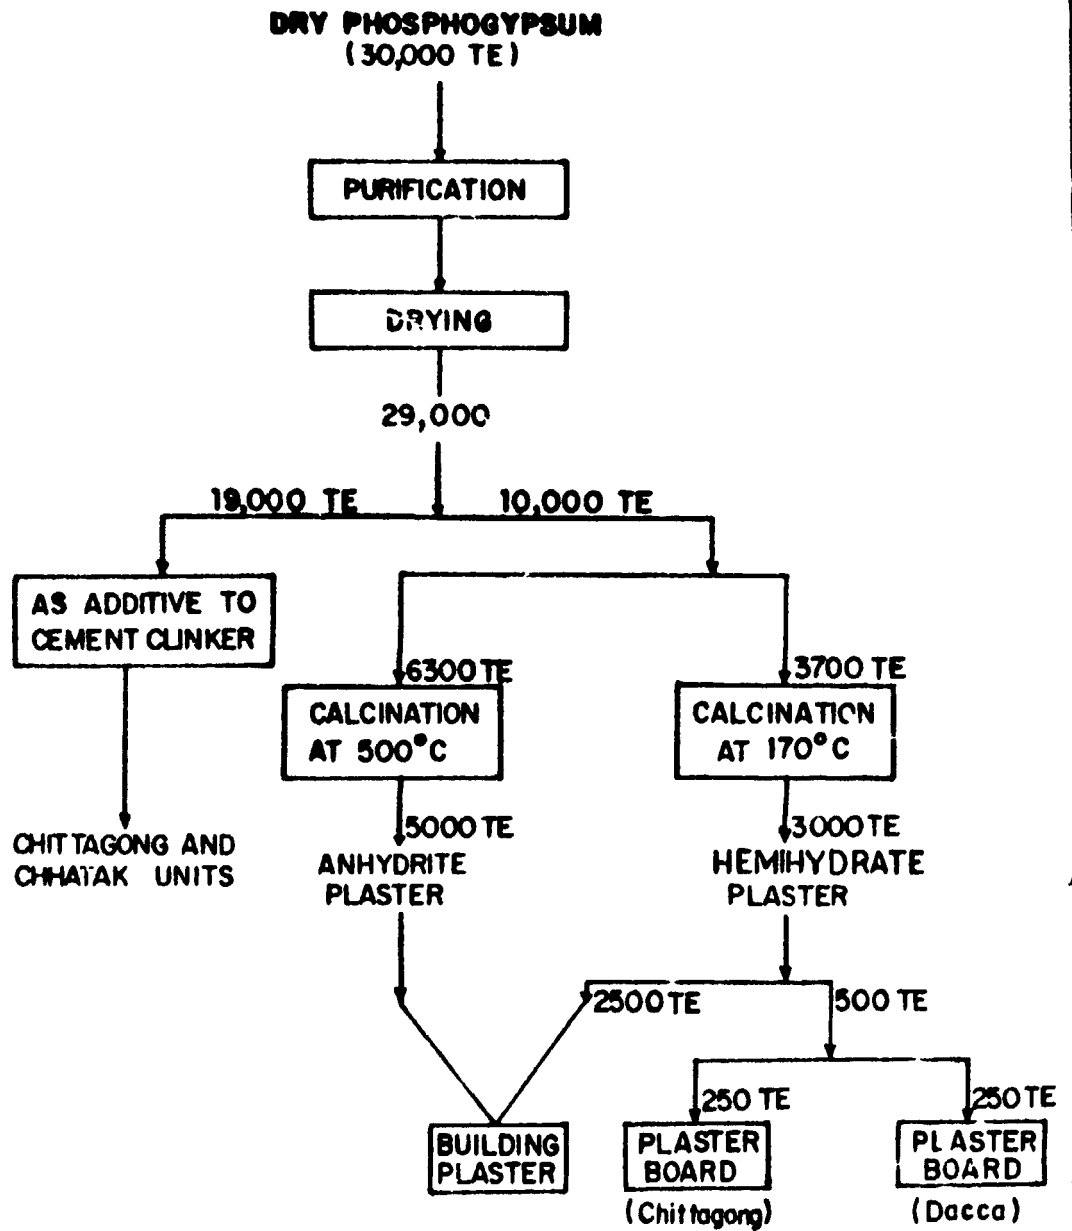 DRY PHOSPHOGYPSUM
(30,000 TE)
PURIFICATION
DRYING
29,000
19,000 TE
10,000 TE
AS ADDITIVE TO
CEMENT CLINKER
6300 TE
3700 TE
CALCINATION
AT 500°C
CALCINATION
AT 170°C
CHITTAGONG AND
CHHATAK UNITS
5000 TE
ANHYDRITE
PLASTER
3000 TE
HEMIHYDRATE
PLASTER
2500 TE
500 TE
250 TE
250 TE
BUILDING
PLASTER
PLASTER
BOARD
(Chittagong)
PLASTER
BOARD
(Dacca)